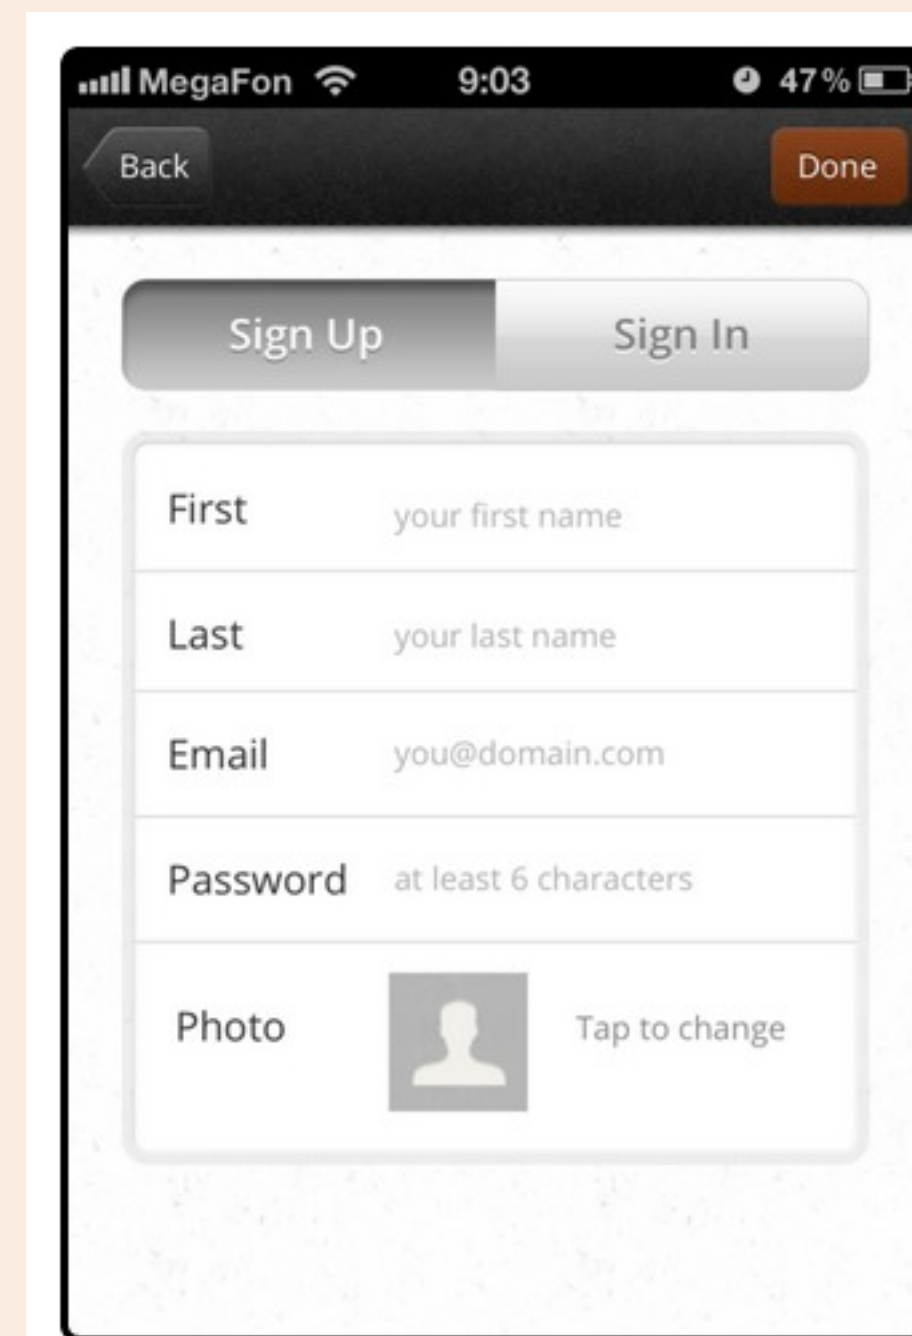 MegaFon 9:03 47%
Back Done
Sign Up Sign In
First your first name
Last your last name
Email you@domain.com
Password at least 6 characters
Photo Tap to change